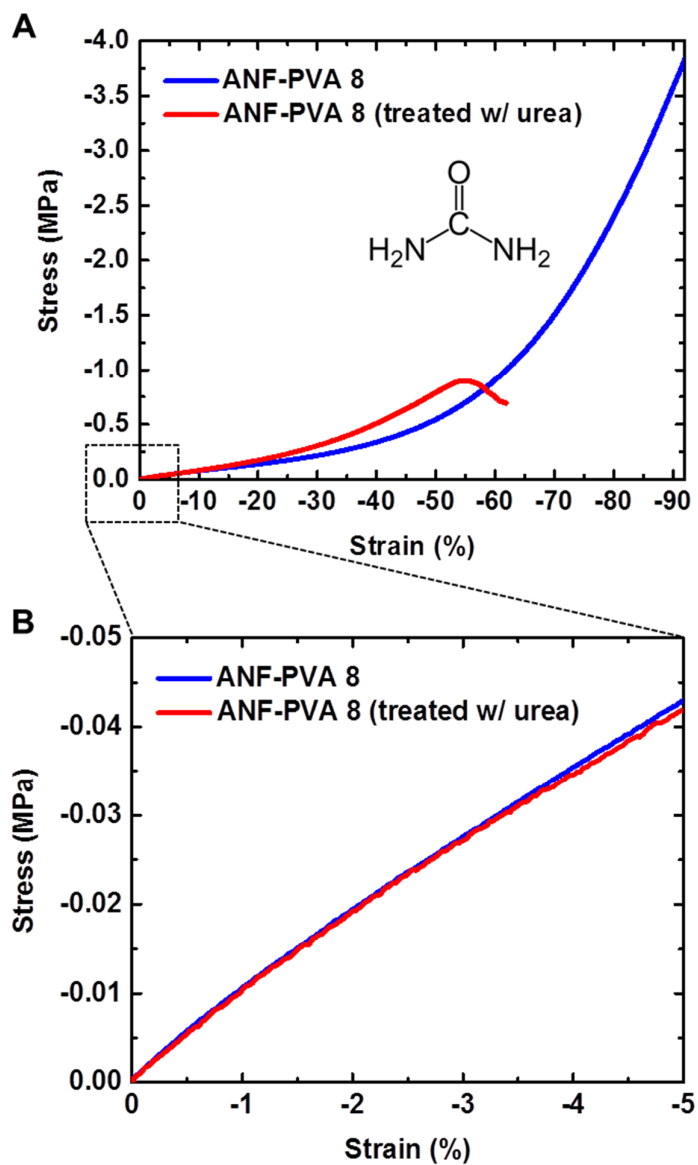 A
-4.0
-3.5
-3.0
-2.5
-2.0
-1.5
-1.0
-0.5
0.0
Stress (MPa)
ANF-PVA 8
ANF-PVA 8 (treated w/ urea)
O
C
H2N
NH2
0 -10 -20 -30 -40 -50 -60 -70 -80 -90
Strain (%)
B
-0.05
-0.04
-0.03
-0.02
-0.01
0.00
Stress (MPa)
ANF-PVA 8
ANF-PVA 8 (treated w/ urea)
0 -1 -2 -3 -4 -5
Strain (%)